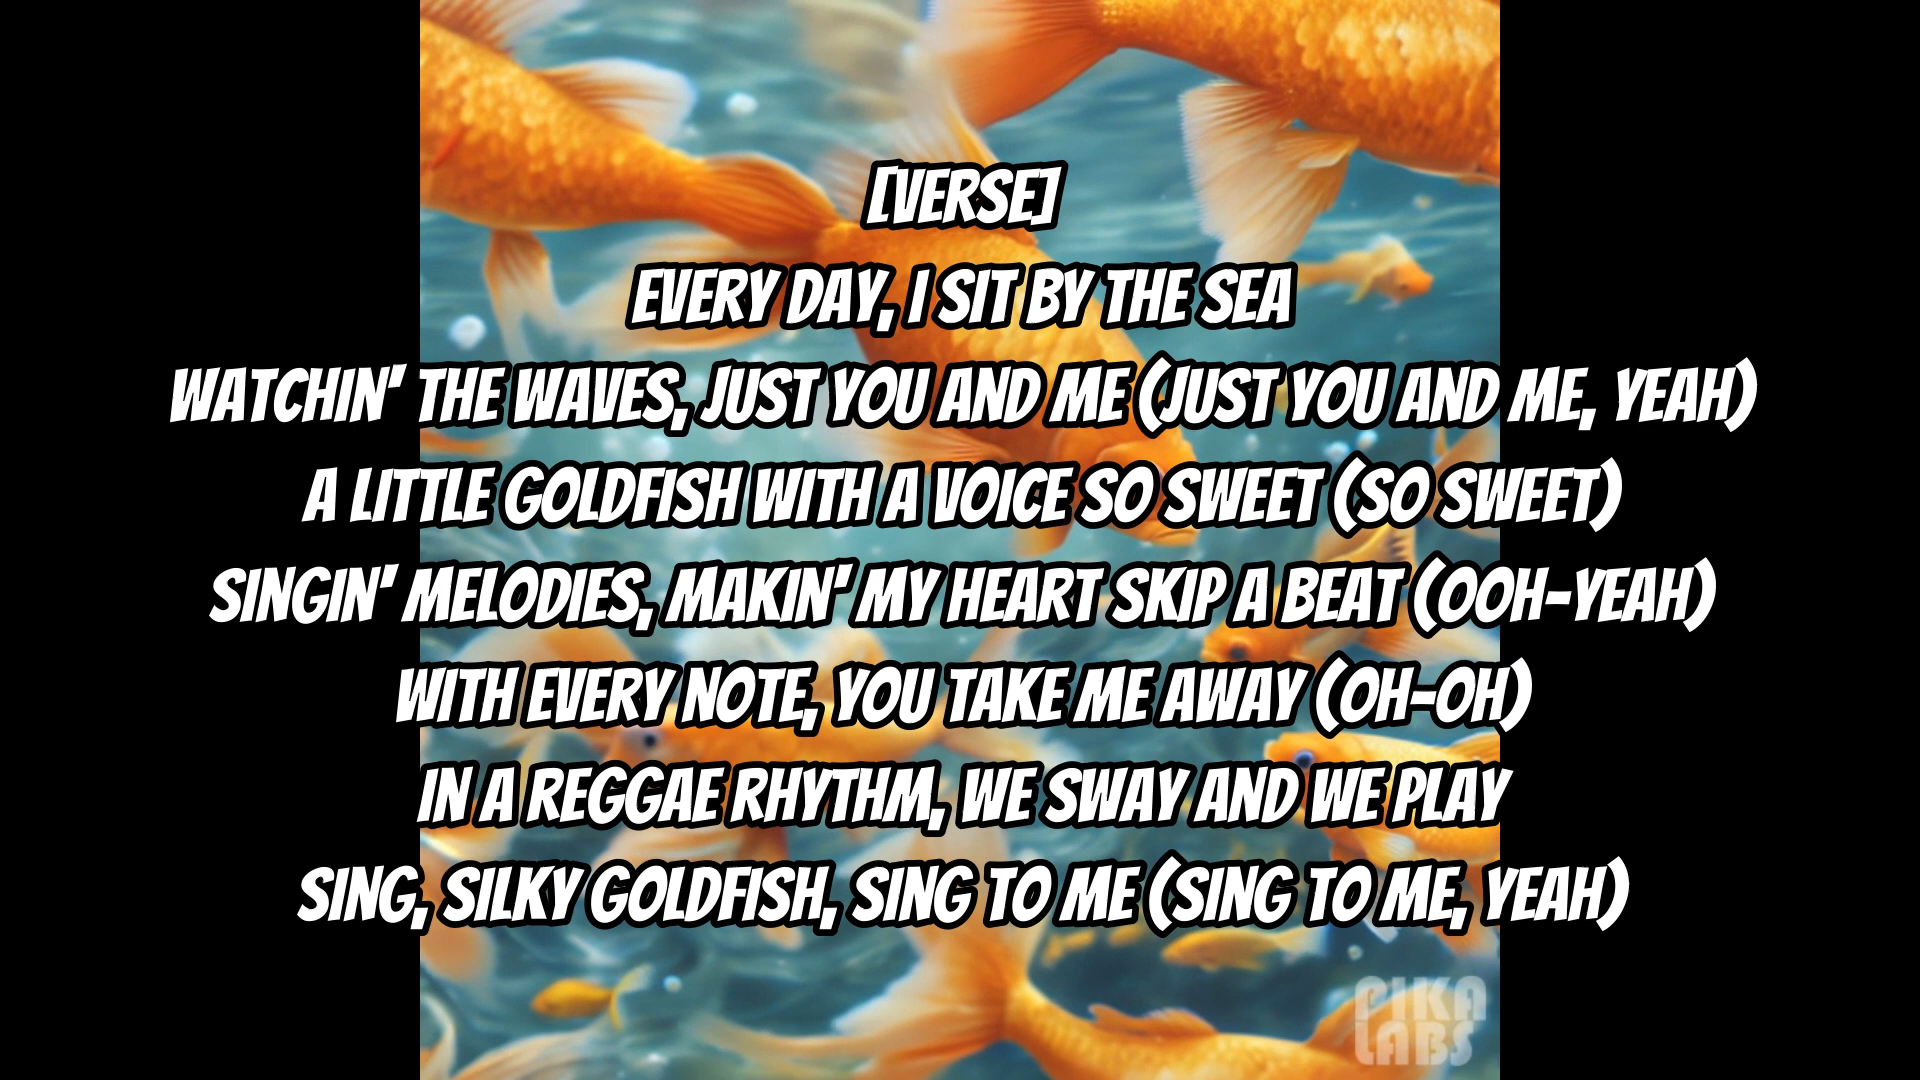 [VERSE]
EVERY DAY, I SIT BY THE SEA
WATCHIN' THE WAVES, JUST YOU AND ME (JUST YOU AND ME, YEAH)
A LITTLE GOLDFISH WITH A VOICE SO SWEET (SO SWEET)
SINGIN' MELODIES, MAKIN' MY HEART SKIP A BEAT (OOH-YEAH)
WITH EVERY NOTE, YOU TAKE ME AWAY (OH-OH)
IN A REGGAE RHYTHM, WE SWAY AND WE PLAY
SING, SILKY GOLDFISH, SING TO ME (SING TO ME, YEAH)
PIKA
LABS